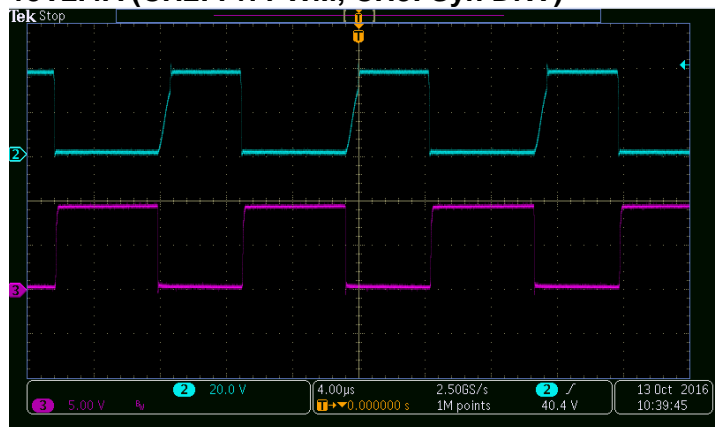 Tek Stop
T
T
2
3
2 20.0 V
3 5.00 V BW
4.00µs
T→▼0.000000 s
2.50GS/s
1M points
2 ∫
40.4 V
13 Oct 2016
10:39:45